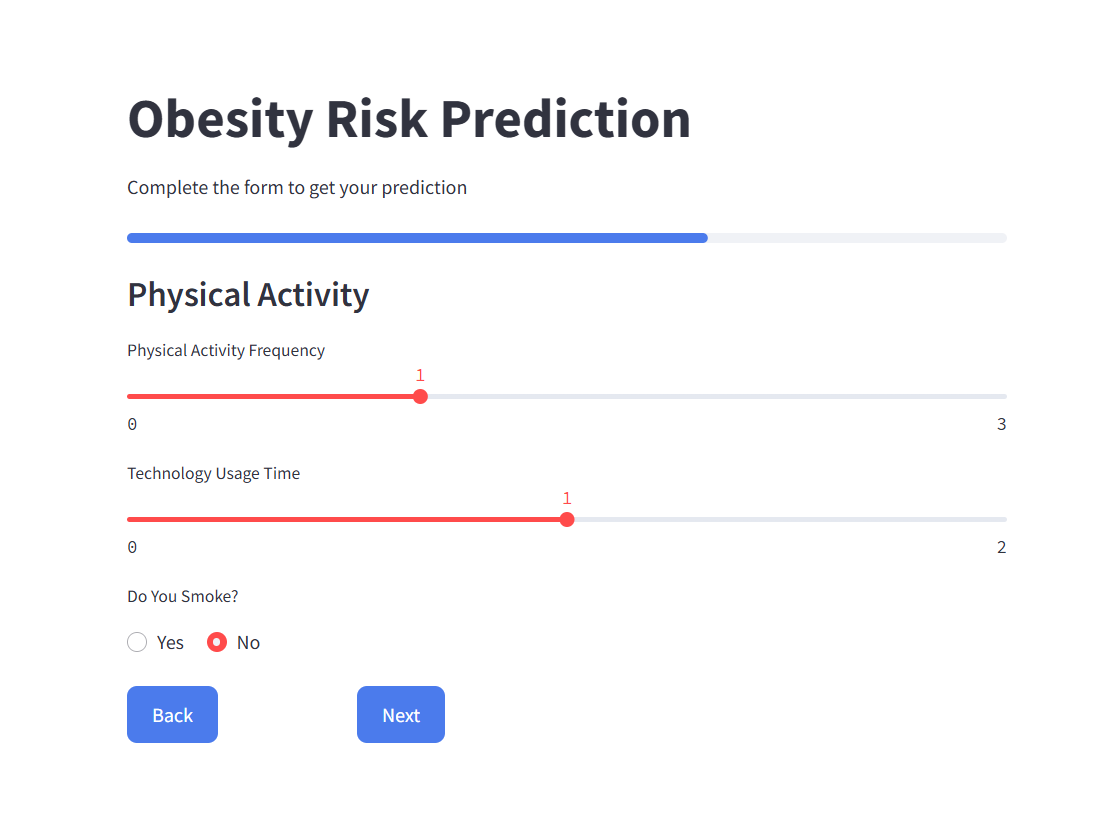 Obesity Risk Prediction
Complete the form to get your prediction
Physical Activity
Physical Activity Frequency
1
0 3
Technology Usage Time
1
0 2
Do You Smoke?
Yes No
Back Next